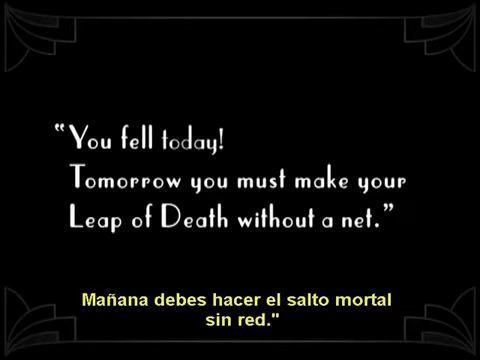 “You fell today!
Tomorrow you must make your
Leap of Death without a net.”
Mañana debes hacer el salto mortal
sin red."